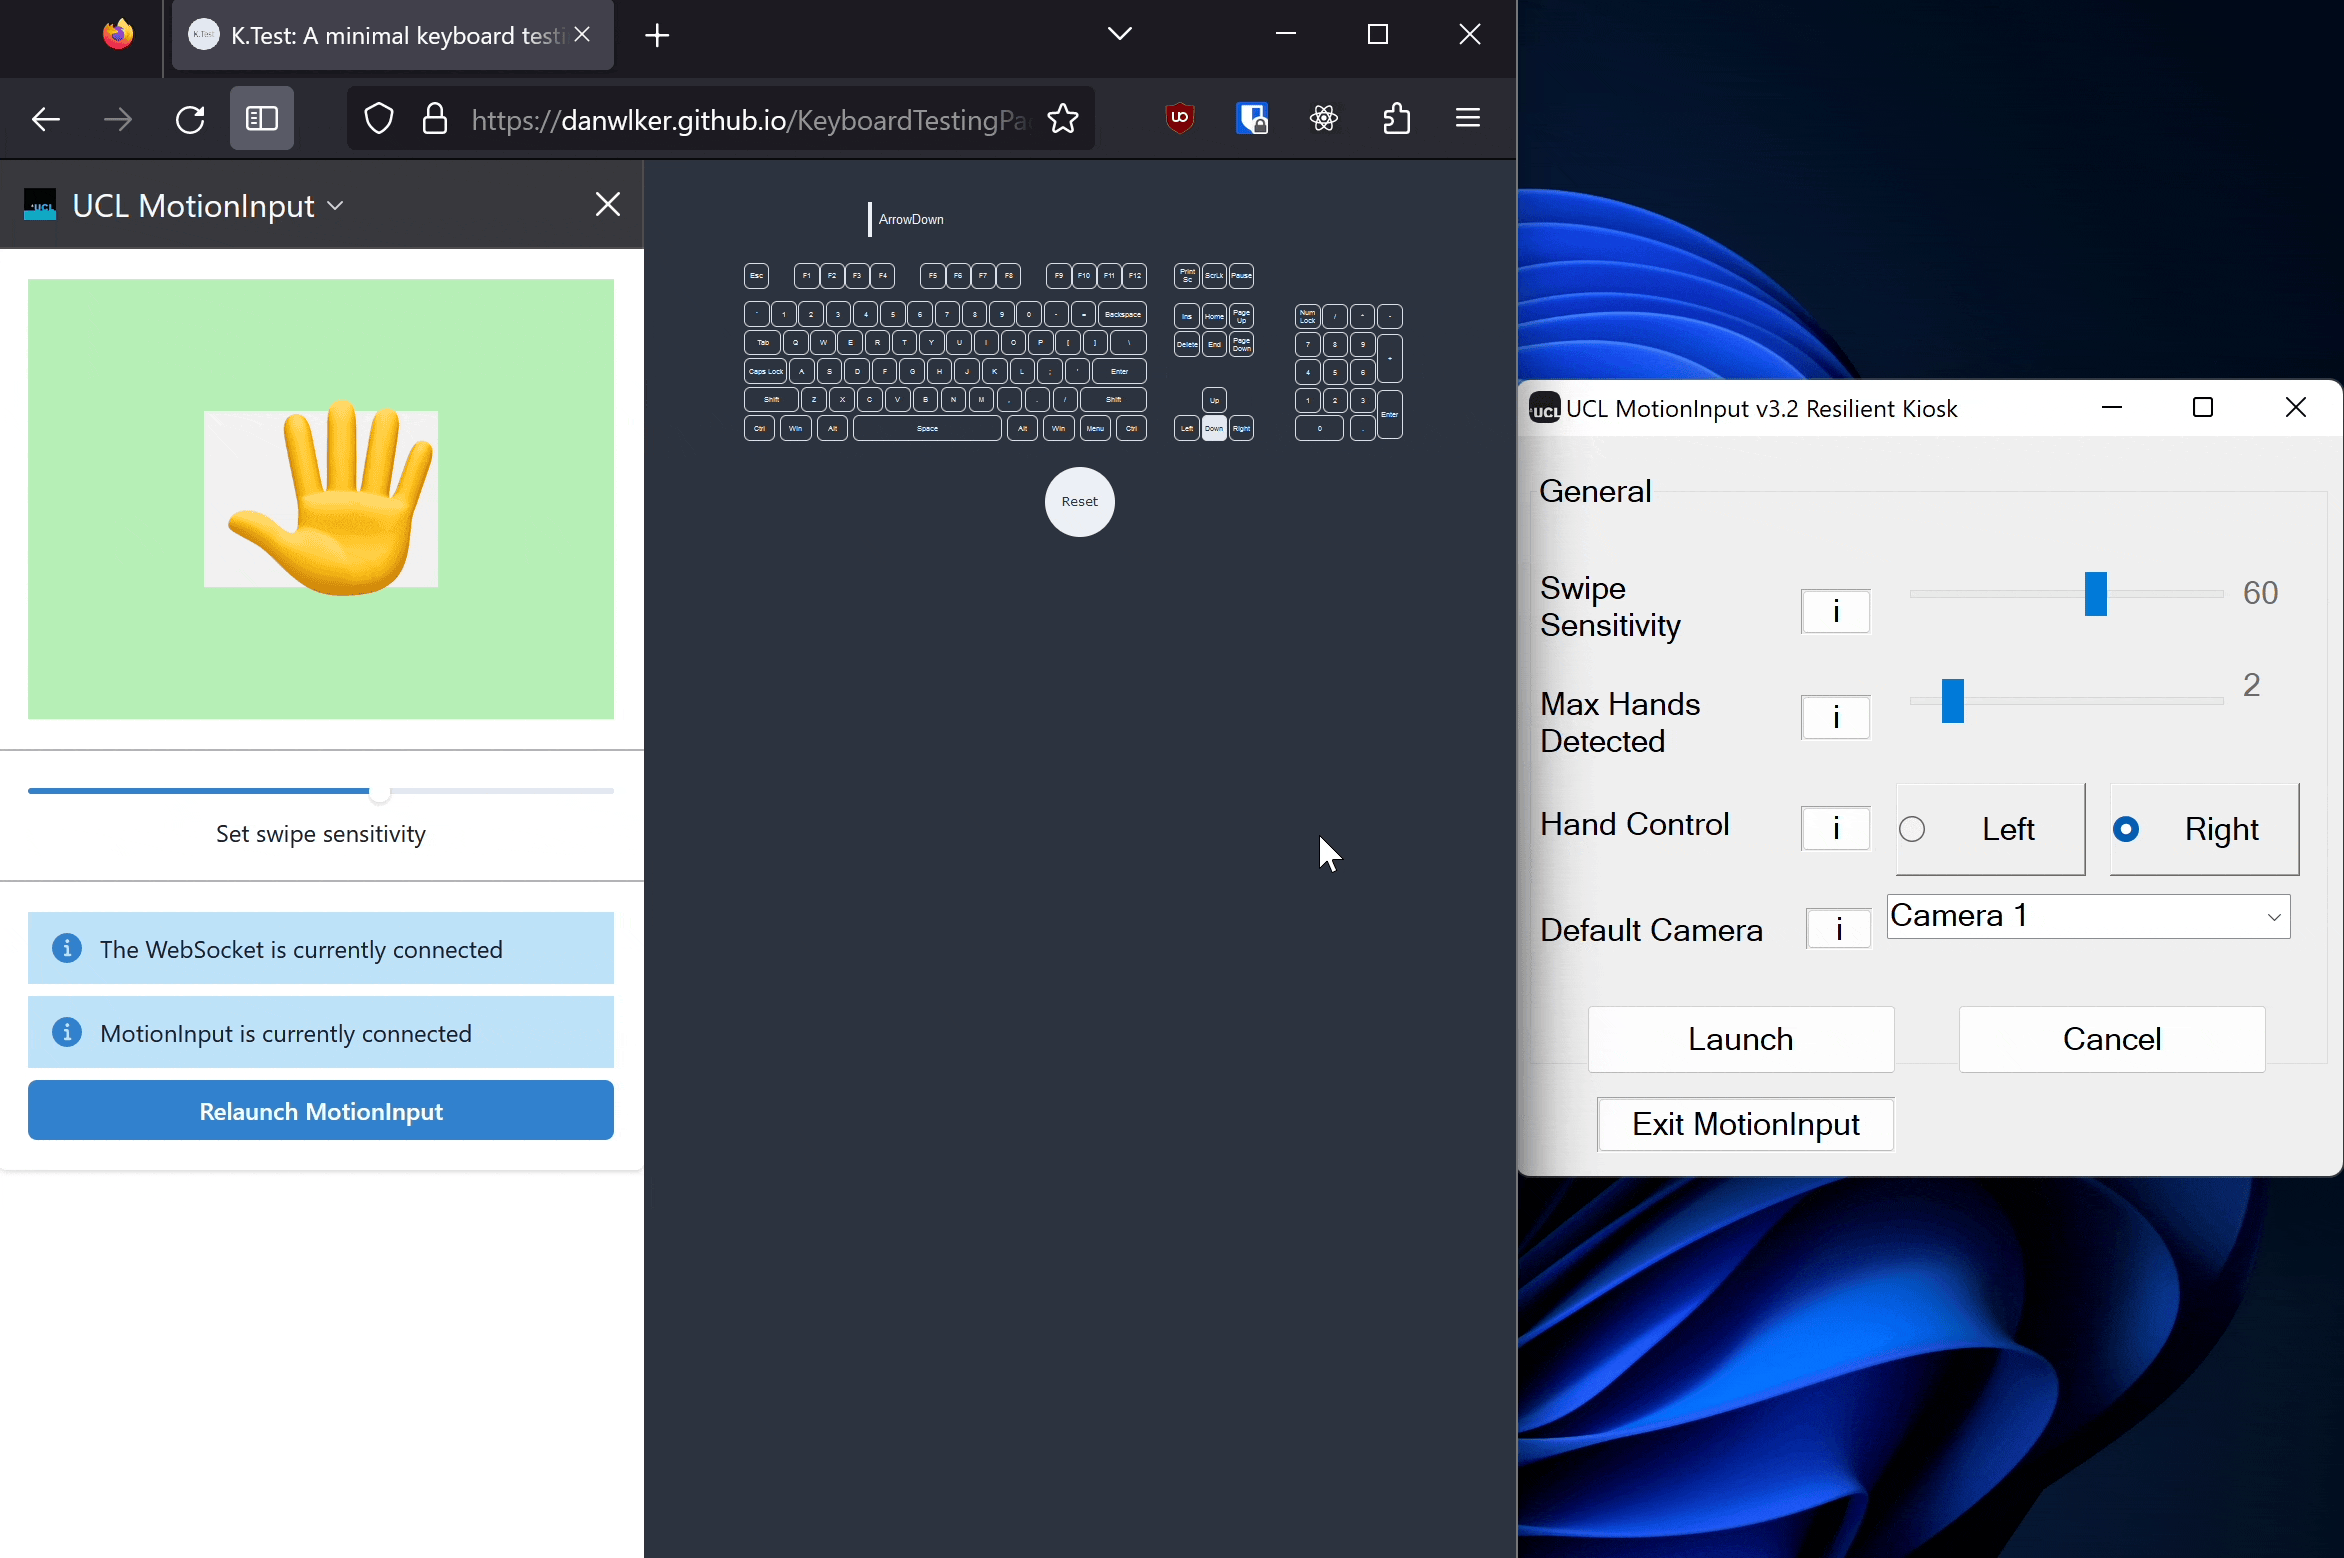 K.Test
K.Test: A minimal keyboard testi
https://danwlker.github.io/KeyboardTestingPa
UCL
UCL MotionInput
Set swipe sensitivity
The WebSocket is currently connected
MotionInput is currently connected
Relaunch MotionInput
ArrowDown
Esc F1 F2 F3 F4 F5 F6 F7 F8 F9 F10 F11 F12 Print Sc ScrLk Pause
` 1 2 3 4 5 6 7 8 9 0 - = Backspace Ins Home Page Up Num Lock / * -
Tab Q W E R T Y U I O P [ ] \ Delete End Page Down 7 8 9 +
Caps Lock A S D F G H J K L ; ' Enter 4 5 6
Shift Z X C V B N M , . / Shift Up 1 2 3 Enter
Ctrl Win Alt Space Alt Win Menu Ctrl Left Down Right 0 .
Reset
UCL
UCL MotionInput v3.2 Resilient Kiosk
General
Swipe
Sensitivity
i
60
Max Hands
Detected
i
2
Hand Control
i
Left
Right
Default Camera
i
Camera 1
Launch
Cancel
Exit MotionInput